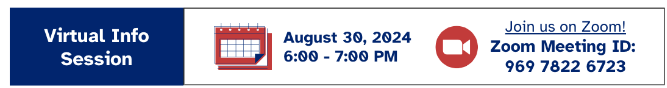 Virtual Info
Session
August 30, 2024
6:00 - 7:00 PM
Join us on Zoom!
Zoom Meeting ID:
969 7822 6723